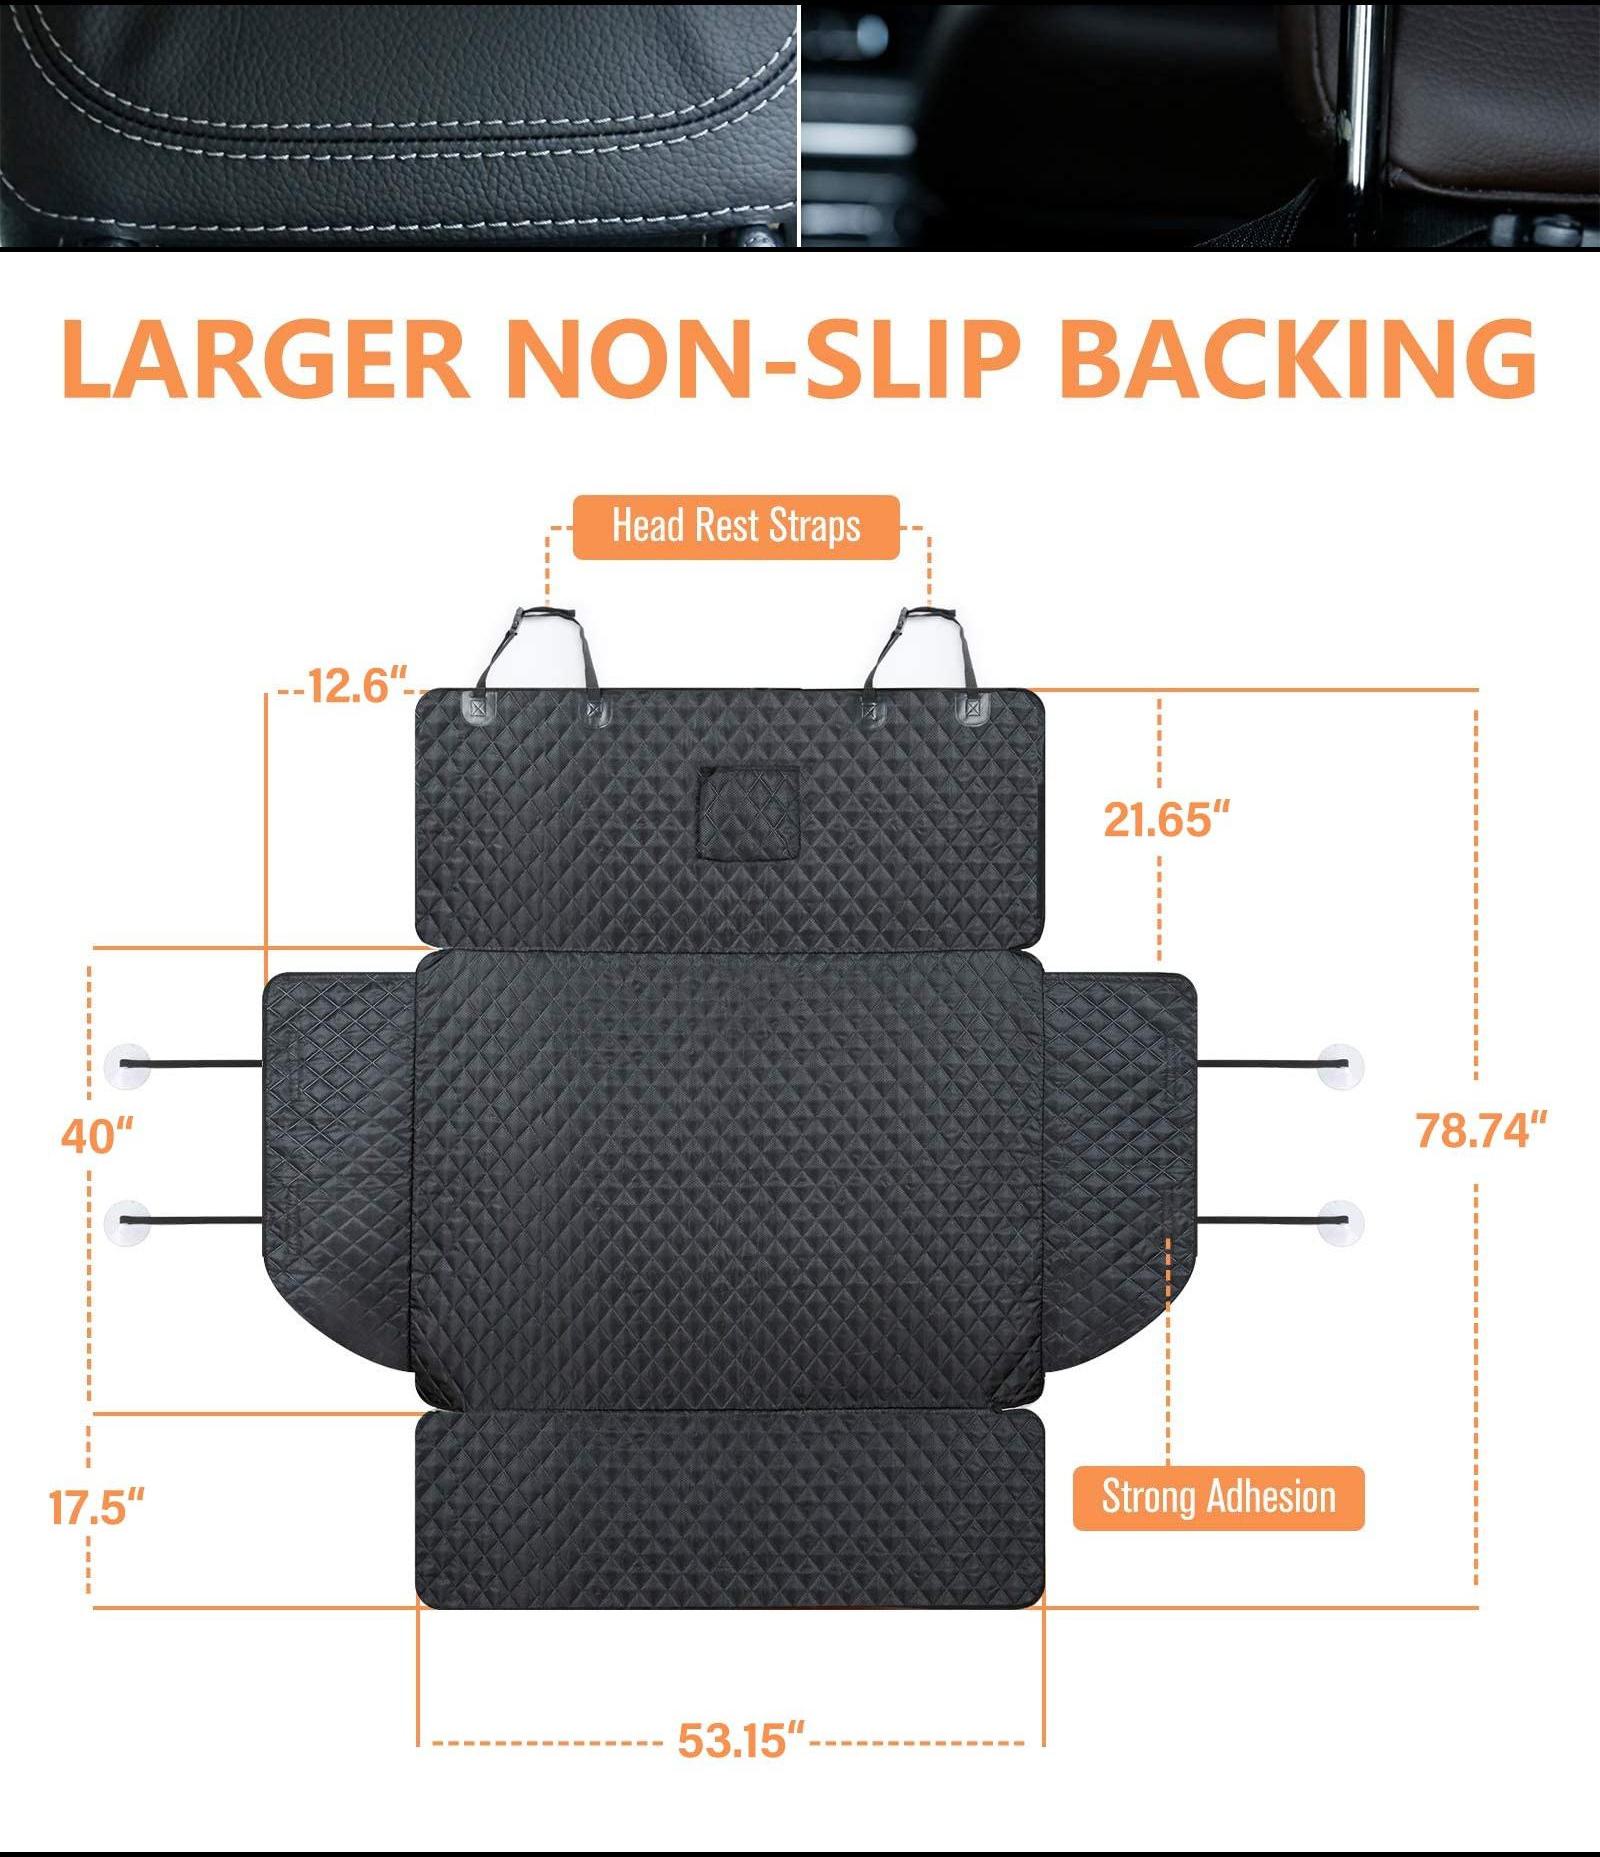 LARGER NON-SLIP BACKING
Head Rest Straps
12.6“
21.65“
40“
78.74“
17.5“
Strong Adhesion
53.15“